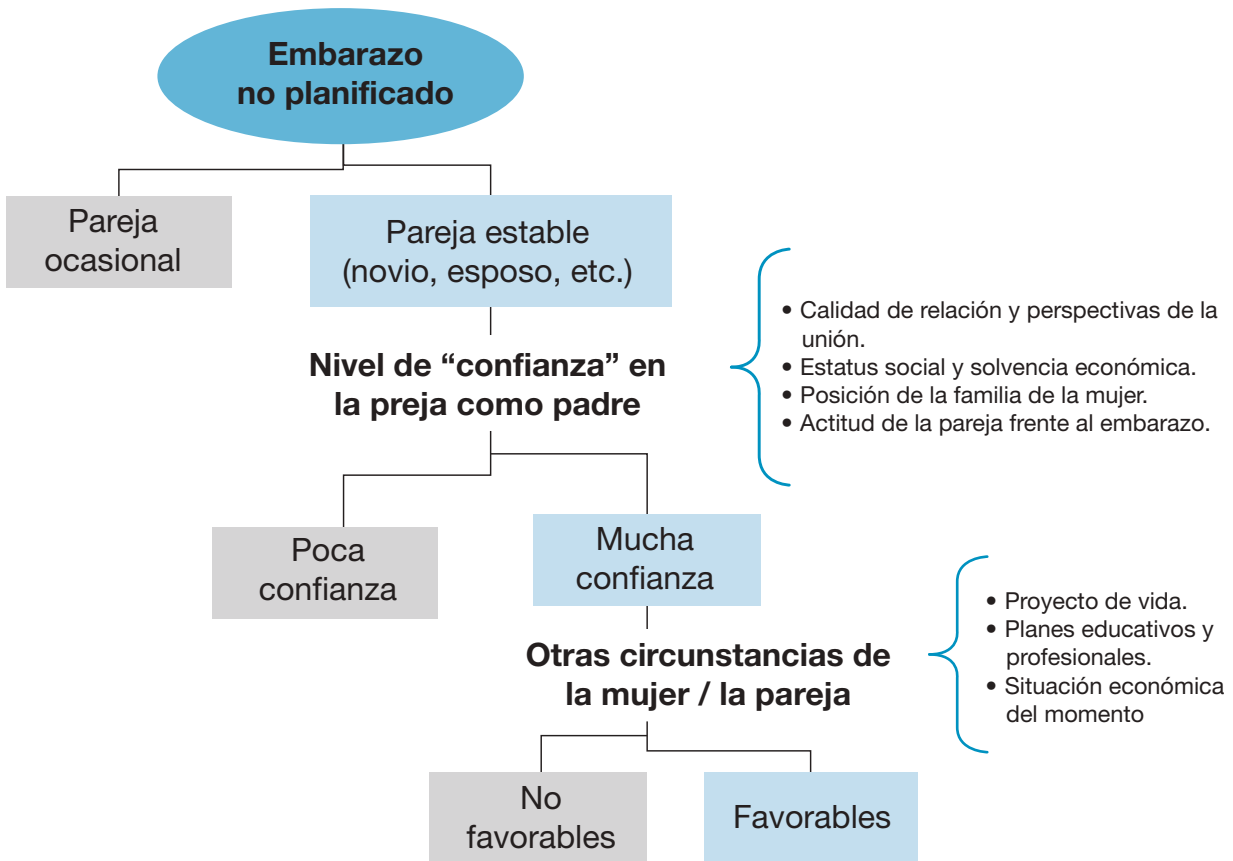 Embarazo
no planificado
Pareja
ocasional
Pareja estable
(novio, esposo, etc.)
Nivel de “confianza” en
la preja como padre
• Calidad de relación y perspectivas de la
unión.
• Estatus social y solvencia económica.
• Posición de la familia de la mujer.
• Actitud de la pareja frente al embarazo.
Poca
confianza
Mucha
confianza
Otras circunstancias de
la mujer / la pareja
• Proyecto de vida.
• Planes educativos y
profesionales.
• Situación económica
del momento
No
favorables
Favorables